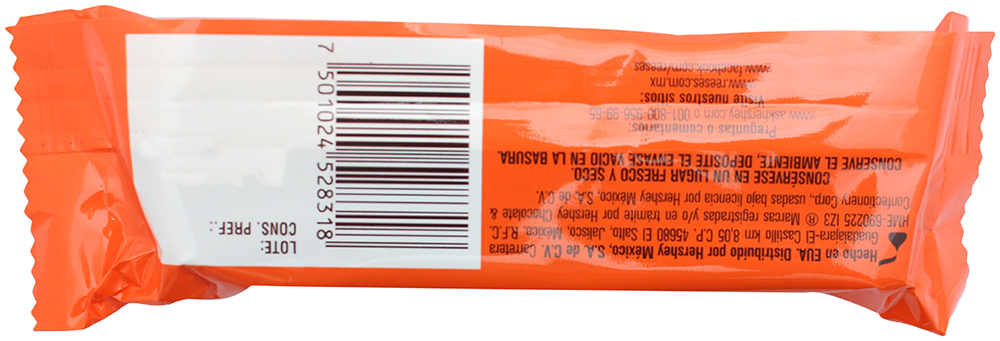 Hecho en EUA. Distribuido por Hershey México, S.A. de C.V. Carretera
Guadalajara-El Castillo km 8,05 C.P. 45680 El Salto, Jalisco, México, R.F.C.
HME-690225 IZ3 ® Marcas registradas y/o en trámite por Hershey Chocolate &
Confectionery Corp, usadas bajo licencia por Hershey México, S.A. de C.V.
CONSÉRVESE EN UN LUGAR FRESCO Y SECO.
CONSERVE EL AMBIENTE, DEPOSITE EL ENVASE VACÍO EN LA BASURA.
Preguntas o comentarios:
www.askhershey.com o 001-800-956-99-65
Visite nuestros sitios:
www.reeses.com.mx
www.facebook.com/reeses
LOTE:
CONS. PREF.:
7 501024 528318